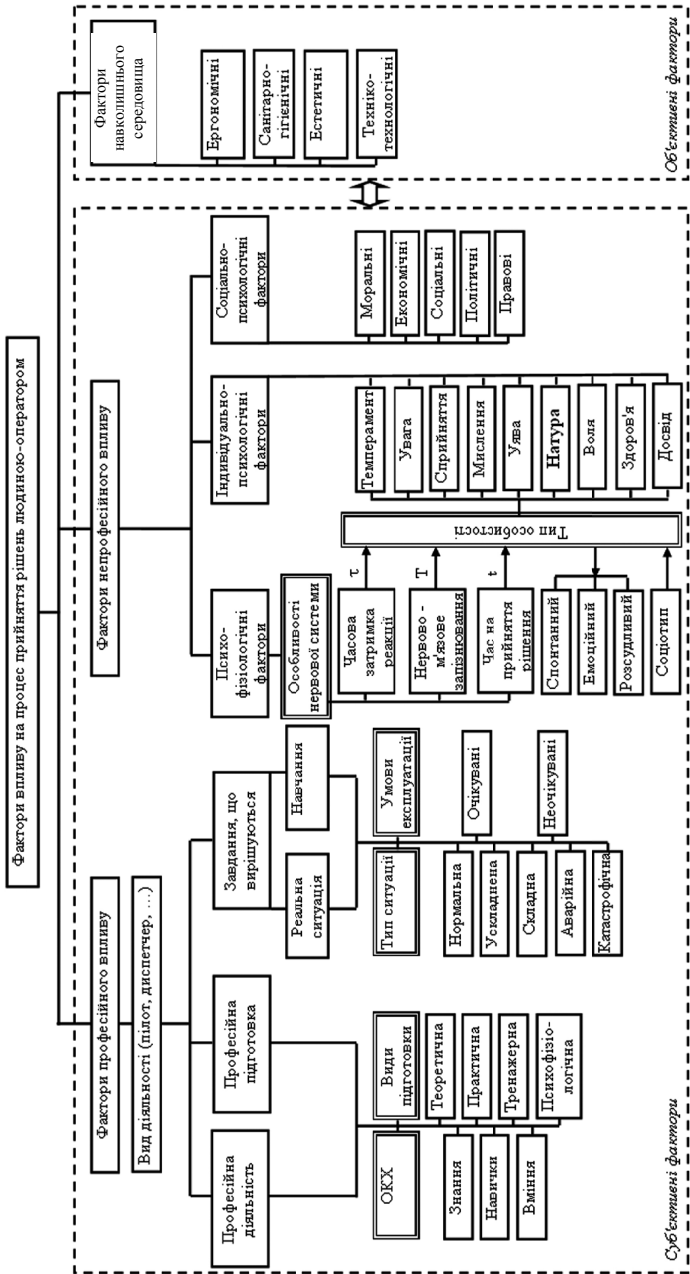 Фактори впливу на процес прийняття рішень людиною-оператором
Фактори професійного впливу
Вид діяльності (пілот, диспетчер, ...)
Професійна
діяльність
Професійна
підготовка
ОКХ
Види
підготовки
Знання
Навички
Вміння
Теоретична
Практична
Тренажерна
Психофізіо-
логічна
Завдання, що
вирішуються
Реальна
ситуація
Навчання
Тип ситуації
Умови
експлуатації
Нормальна
Ускладнена
Складна
Аварійна
Катастрофічна
Очікувані
Неочікувані
Фактори непрофесійного впливу
Психо-
фізіологічні
фактори
Особливості
нервової системи
Часова
затримка
реакції
τ
Нервово -
м'язове
запізнювання
T
Час на
прийняття
рішення
t
Спонтанний
Емоційний
Розсудливий
Соціотип
Тип особистості
Індивідуально-
психологічні
фактори
Темперамент
Увага
Сприйняття
Мислення
Уява
Натура
Воля
Здоров'я
Досвід
Соціально-
психологічні
фактори
Моральні
Економічні
Соціальні
Політичні
Правові
Суб'єктивні фактори
Фактори
навколишнього
середовища
Ергономічні
Санітарно-
гігієнічні
Естетичні
Техніко-
технологічні
Об'єктивні фактори